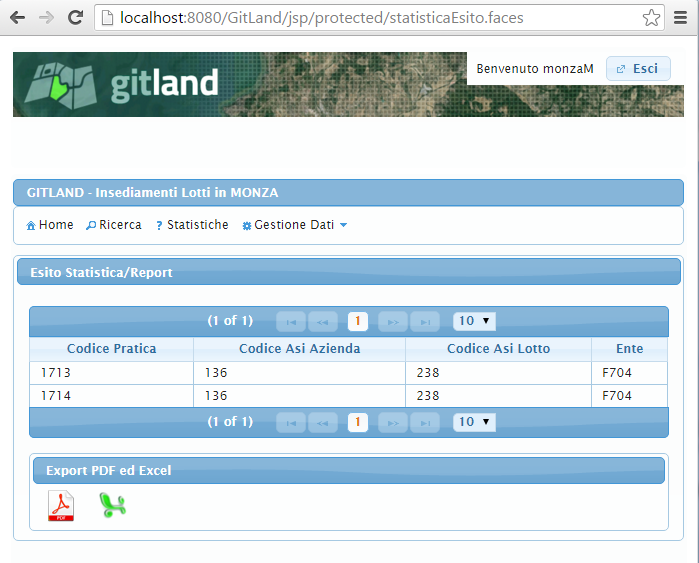 localhost:8080/GitLand/jsp/protected/statisticaEsito.faces
gitland
Benvenuto monzaM Esci
GITLAND - Insediamenti Lotti in MONZA
Home Ricerca ? Statistiche Gestione Dati
Esito Statistica/Report
(1 of 1) 1 10
Codice Pratica Codice Asi Azienda Codice Asi Lotto Ente
1713 136 238 F704
1714 136 238 F704
(1 of 1) 1 10
Export PDF ed Excel
PDF